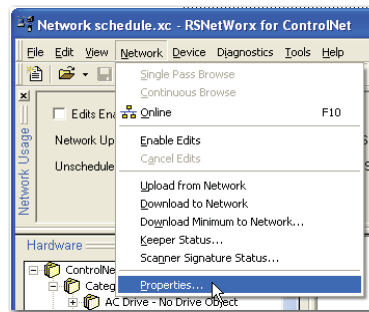 Network schedule.xc - RSNetWorx for ControlNet
File Edit View Network Device Diagnostics Tools Help
Single Pass Browse
Continuous Browse
Online F10
Enable Edits
Cancel Edits
Upload from Network
Download to Network
Download Minimum to Network...
Keeper Status...
Scanner Signature Status...
Properties...
Edits Ena
Network Up
Unschedule
Network Usage
Hardware
ControlNe
Categ
AC Drive - No Drive Object